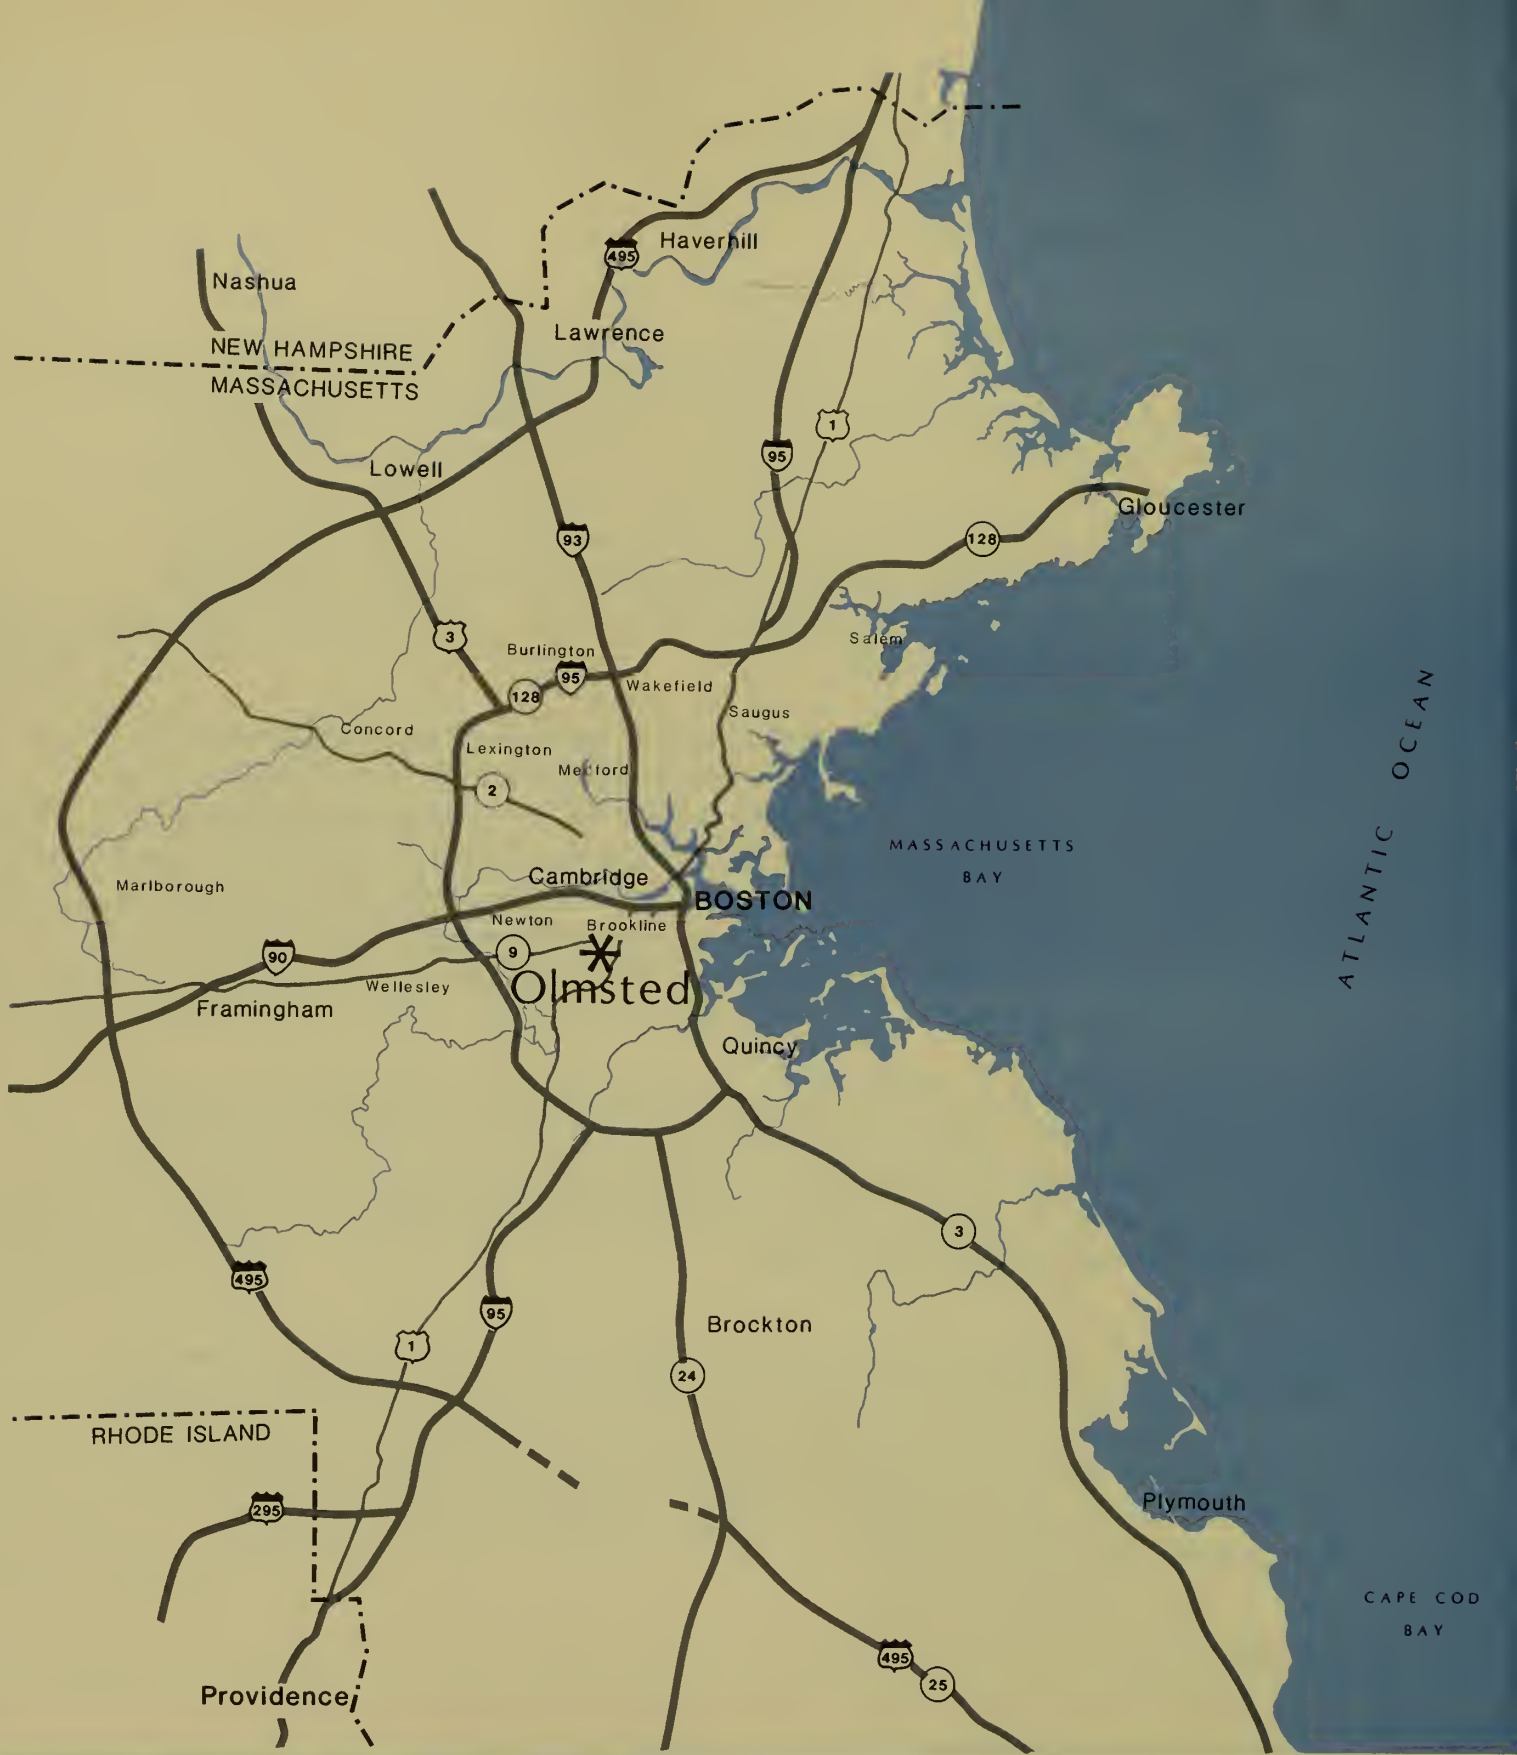 495
Haverhill
Nashua
Lawrence
NEW HAMPSHIRE
MASSACHUSETTS
1
95
Lowell
Gloucester
93
128
3
Salem
Burlington
95
Wakefield
128
Saugus
Concord
Lexington
Medford
2
ATLANTIC OCEAN
MASSACHUSETTS
BAY
Cambridge
Marlborough
BOSTON
Newton
Brookline
9
90
Olmsted
Wellesley
Framingham
Quincy
3
495
95
Brockton
1
24
RHODE ISLAND
295
Plymouth
CAPE COD
BAY
495
25
Providence